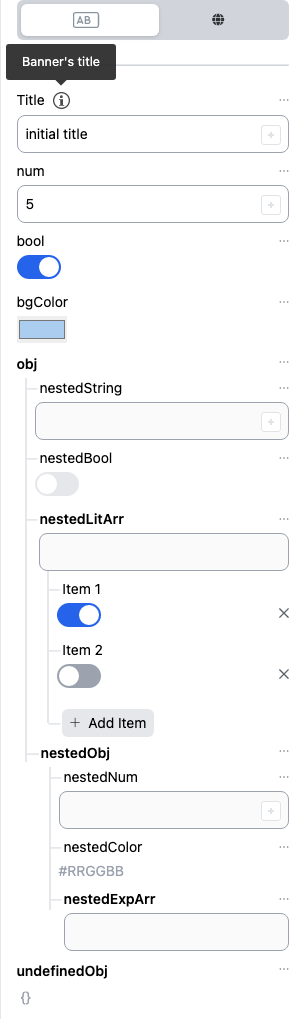 AB
Banner's title
Title
initial title
num
5
bool
bgColor
obj
nestedString
nestedBool
nestedLitArr
Item 1
Item 2
+ Add Item
nestedObj
nestedNum
nestedColor
#RRGGBB
nestedExpArr
undefinedObj
{}